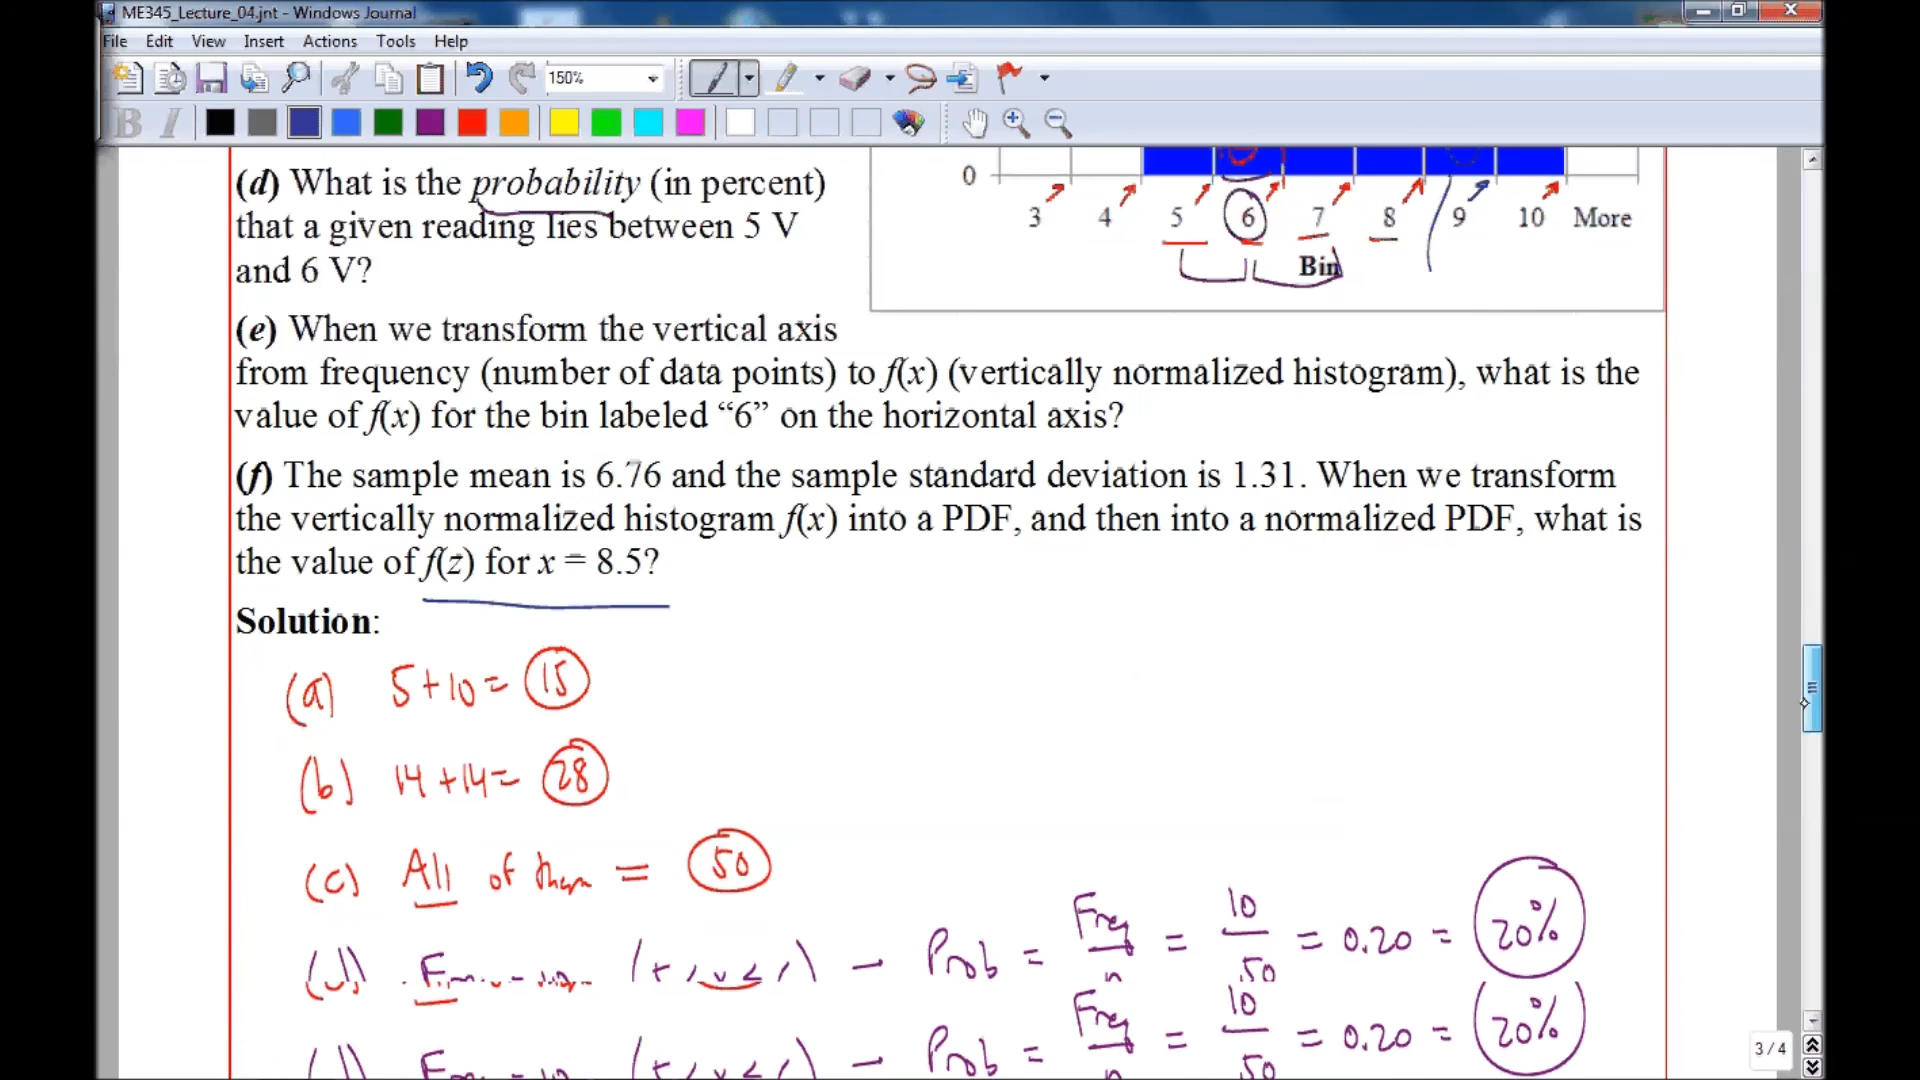 ME345_Lecture_04.jnt - Windows Journal
File Edit View Insert Actions Tools Help
150%
B I
0
3 4 5 6 7 8 9 10 More
Bin
(d) What is the probability (in percent)
that a given reading lies between 5 V
and 6 V?
(e) When we transform the vertical axis
from frequency (number of data points) to f(x) (vertically normalized histogram), what is the
value of f(x) for the bin labeled “6” on the horizontal axis?
(f) The sample mean is 6.76 and the sample standard deviation is 1.31. When we transform
the vertically normalized histogram f(x) into a PDF, and then into a normalized PDF, what is
the value of f(z) for x = 8.5?
Solution:
(a) 5+10= 15
(b) 14+14= 28
(c) All of them = 50
(d) Prob = Freq/n = 10/50 = 0.20 = 20%
Prob = Freq = 10/50 = 0.20 = 20%
3 / 4